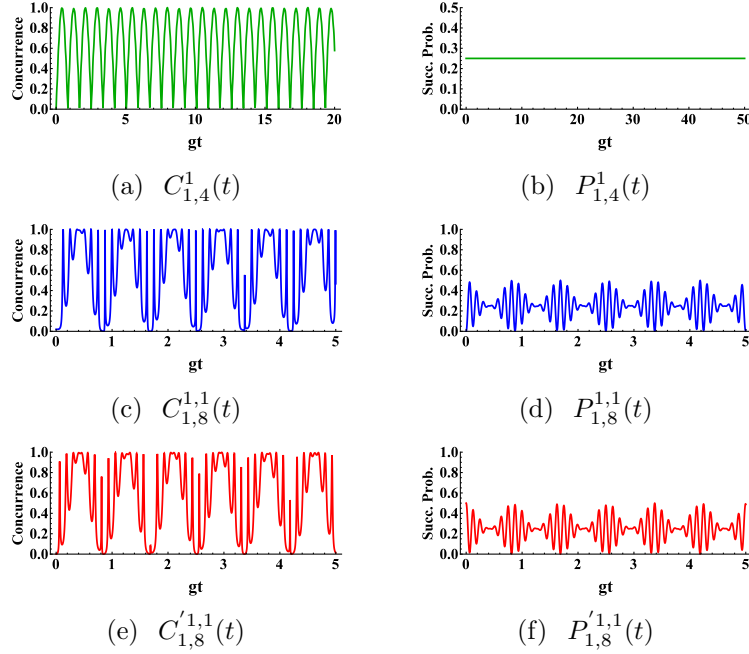 1.0
0.8
0.6
0.4
0.2
0.0
Concurrence
0 5 10 15 20
gt
(a) C^1_{1,4}(t)
0.5
0.4
0.3
0.2
0.1
0.0
Succ. Prob.
0 10 20 30 40 50
gt
(b) P^1_{1,4}(t)
1.0
0.8
0.6
0.4
0.2
0.0
Concurrence
0 1 2 3 4 5
gt
(c) C^{1,1}_{1,8}(t)
1.0
0.8
0.6
0.4
0.2
0.0
Succ. Prob.
0 1 2 3 4 5
gt
(d) P^{1,1}_{1,8}(t)
1.0
0.8
0.6
0.4
0.2
0.0
Concurrence
0 1 2 3 4 5
gt
(e) C^{'1,1}_{1,8}(t)
1.0
0.8
0.6
0.4
0.2
0.0
Succ. Prob.
0 1 2 3 4 5
gt
(f) P^{'1,1}_{1,8}(t)